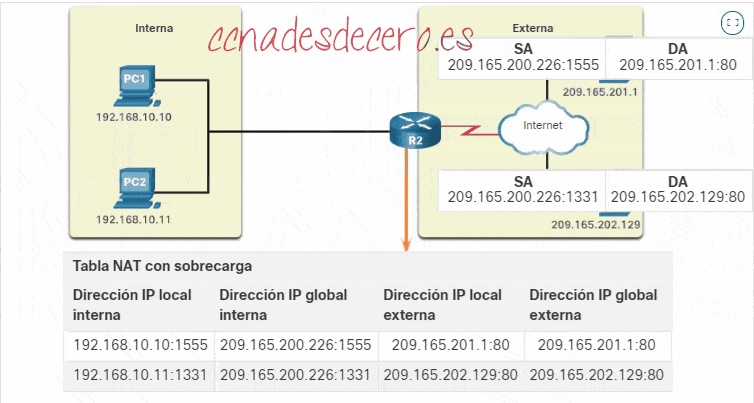 Interna
ccnadesdecero.es
Externa
SA DA
209.165.200.226:1555 209.165.201.1:80
PC1
209.165.201.1
192.168.10.10
Internet
R2
PC2
SA DA
209.165.200.226:1331 209.165.202.129:80
192.168.10.11
209.165.202.129
Tabla NAT con sobrecarga
Dirección IP local interna Dirección IP global interna Dirección IP local externa Dirección IP global externa
192.168.10.10:1555 209.165.200.226:1555 209.165.201.1:80 209.165.201.1:80
192.168.10.11:1331 209.165.200.226:1331 209.165.202.129:80 209.165.202.129:80